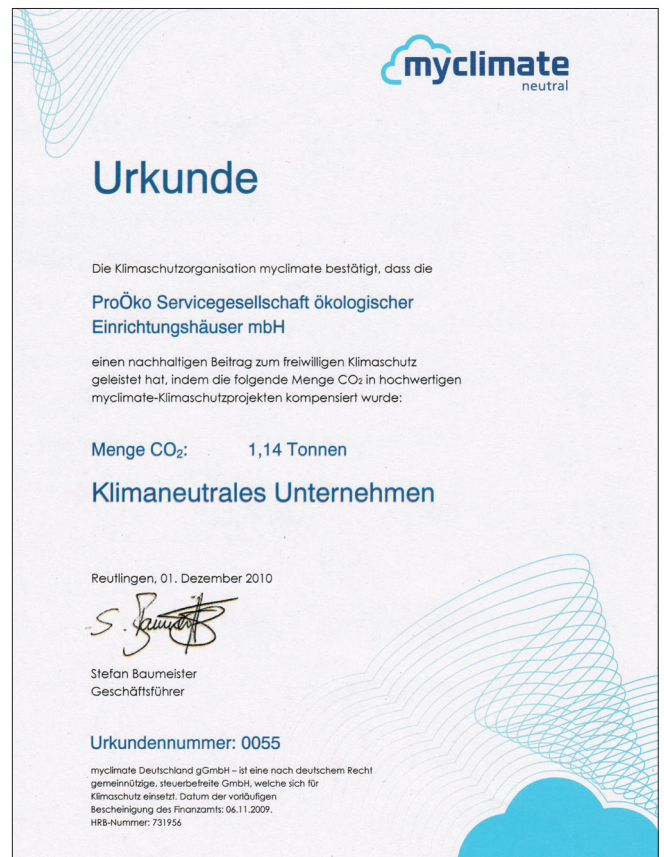 myclimate
neutral
Urkunde
Die Klimaschutzorganisation myclimate bestätigt, dass die
ProÖko Servicegesellschaft ökologischer
Einrichtungshäuser mbH
einen nachhaltigen Beitrag zum freiwilligen Klimaschutz
geleistet hat, indem die folgende Menge CO₂ in hochwertigen
myclimate-Klimaschutzprojekten kompensiert wurde:
Menge CO₂: 1,14 Tonnen
Klimaneutrales Unternehmen
Reutlingen, 01. Dezember 2010
S. Baumeister
Stefan Baumeister
Geschäftsführer
Urkundennummer: 0055
myclimate Deutschland gGmbH – ist eine nach deutschem Recht
gemeinnützige, steuerbefreite GmbH, welche sich für
Klimaschutz einsetzt. Datum der vorläufigen
Bescheinigung des Finanzamts: 06.11.2009.
HRB-Nummer: 731956